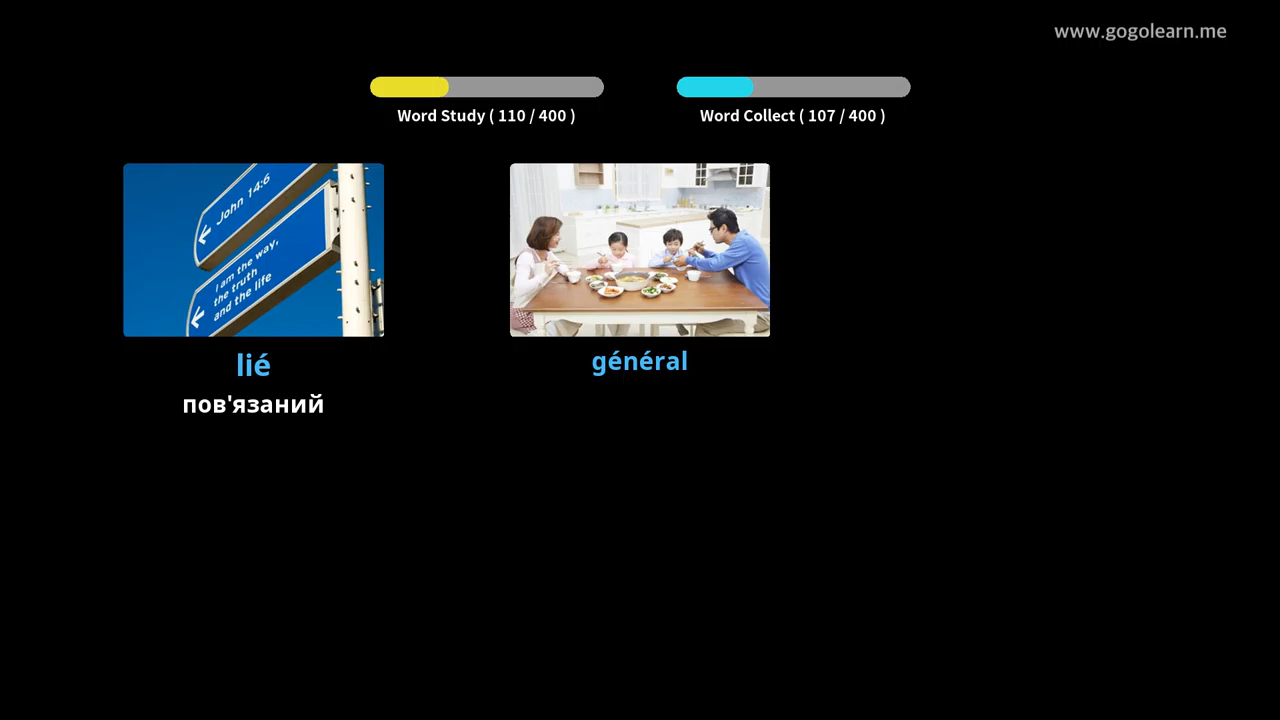 www.gogolearn.me
Word Study ( 110 / 400 )
Word Collect ( 107 / 400 )
John 14:6
I am the way,
the truth
and the life
lié
général
пов'язаний